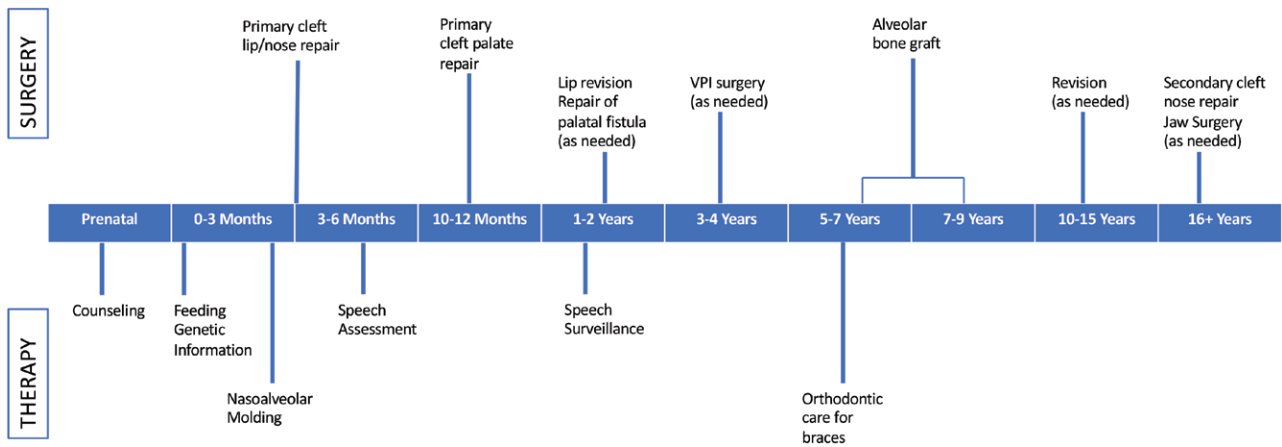 SURGERY
Primary cleft
lip/nose repair
Primary
cleft palate
repair
Lip revision
Repair of
palatal fistula
(as needed)
VPI surgery
(as needed)
Alveolar
bone graft
Revision
(as needed)
Secondary cleft
nose repair
Jaw Surgery
(as needed)
Prenatal
0-3 Months
3-6 Months
10-12 Months
1-2 Years
3-4 Years
5-7 Years
7-9 Years
10-15 Years
16+ Years
THERAPY
Counseling
Feeding
Genetic
Information
Nasoalveolar
Molding
Speech
Assessment
Speech
Surveillance
Orthodontic
care for
braces